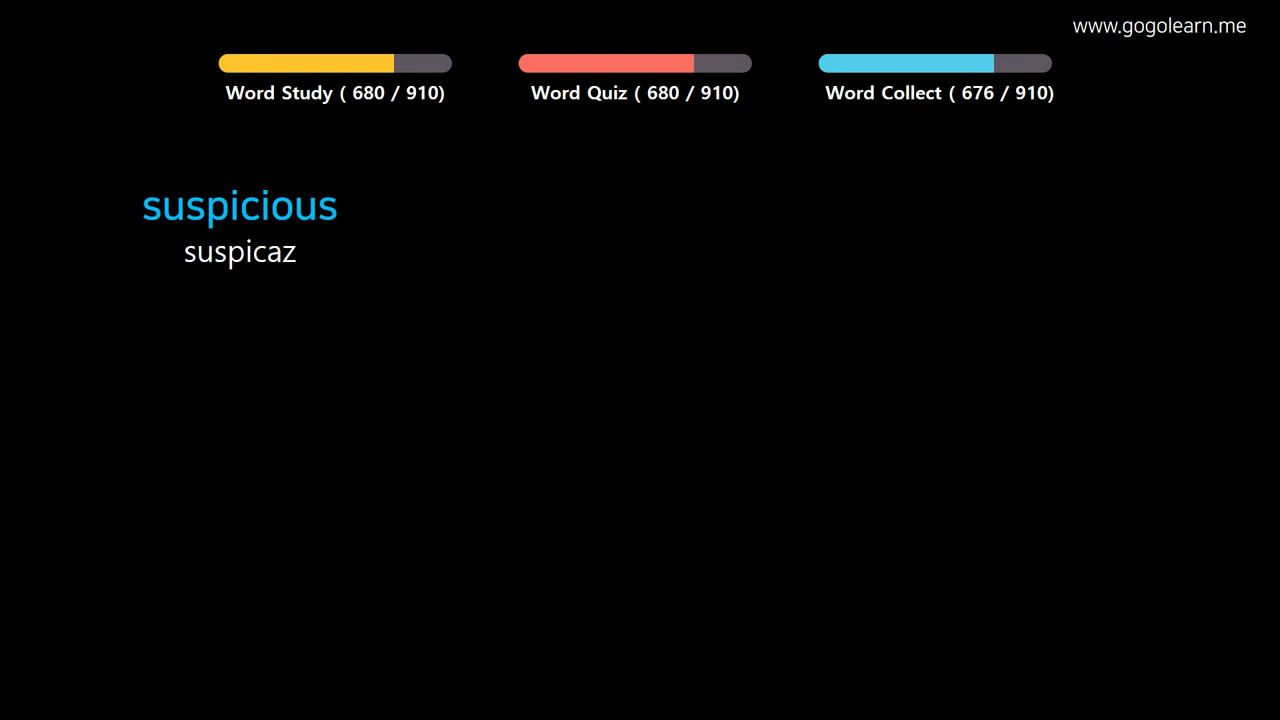 www.gogolearn.me
Word Study ( 680 / 910)
Word Quiz ( 680 / 910)
Word Collect ( 676 / 910)
suspicious
suspicaz